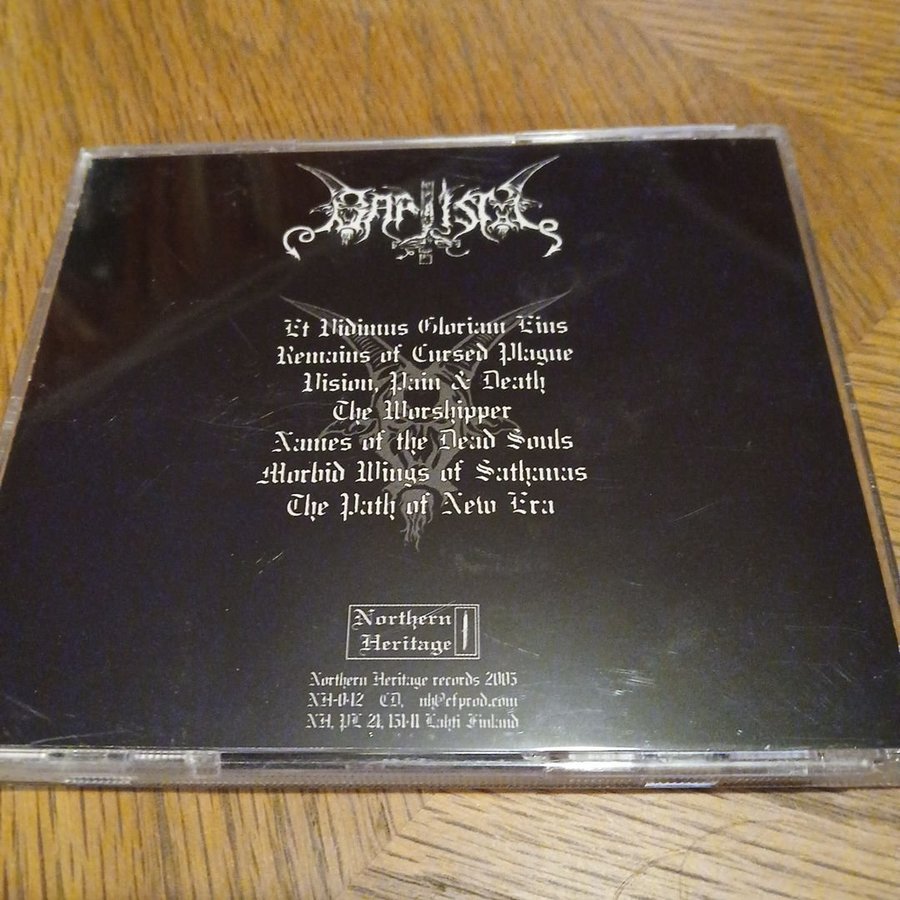 Baptism
Et Vidimus Gloriam Eius
Remains of Cursed Plague
Vision, Pain & Death
The Worshipper
Names of the Dead Souls
Morbid Wings of Sathanas
The Path of New Era
Northern
Heritage
Northern Heritage records 2005
NH-042 CD, nh@cfprod.com
NH, PL 21, 15141 Lahti Finland